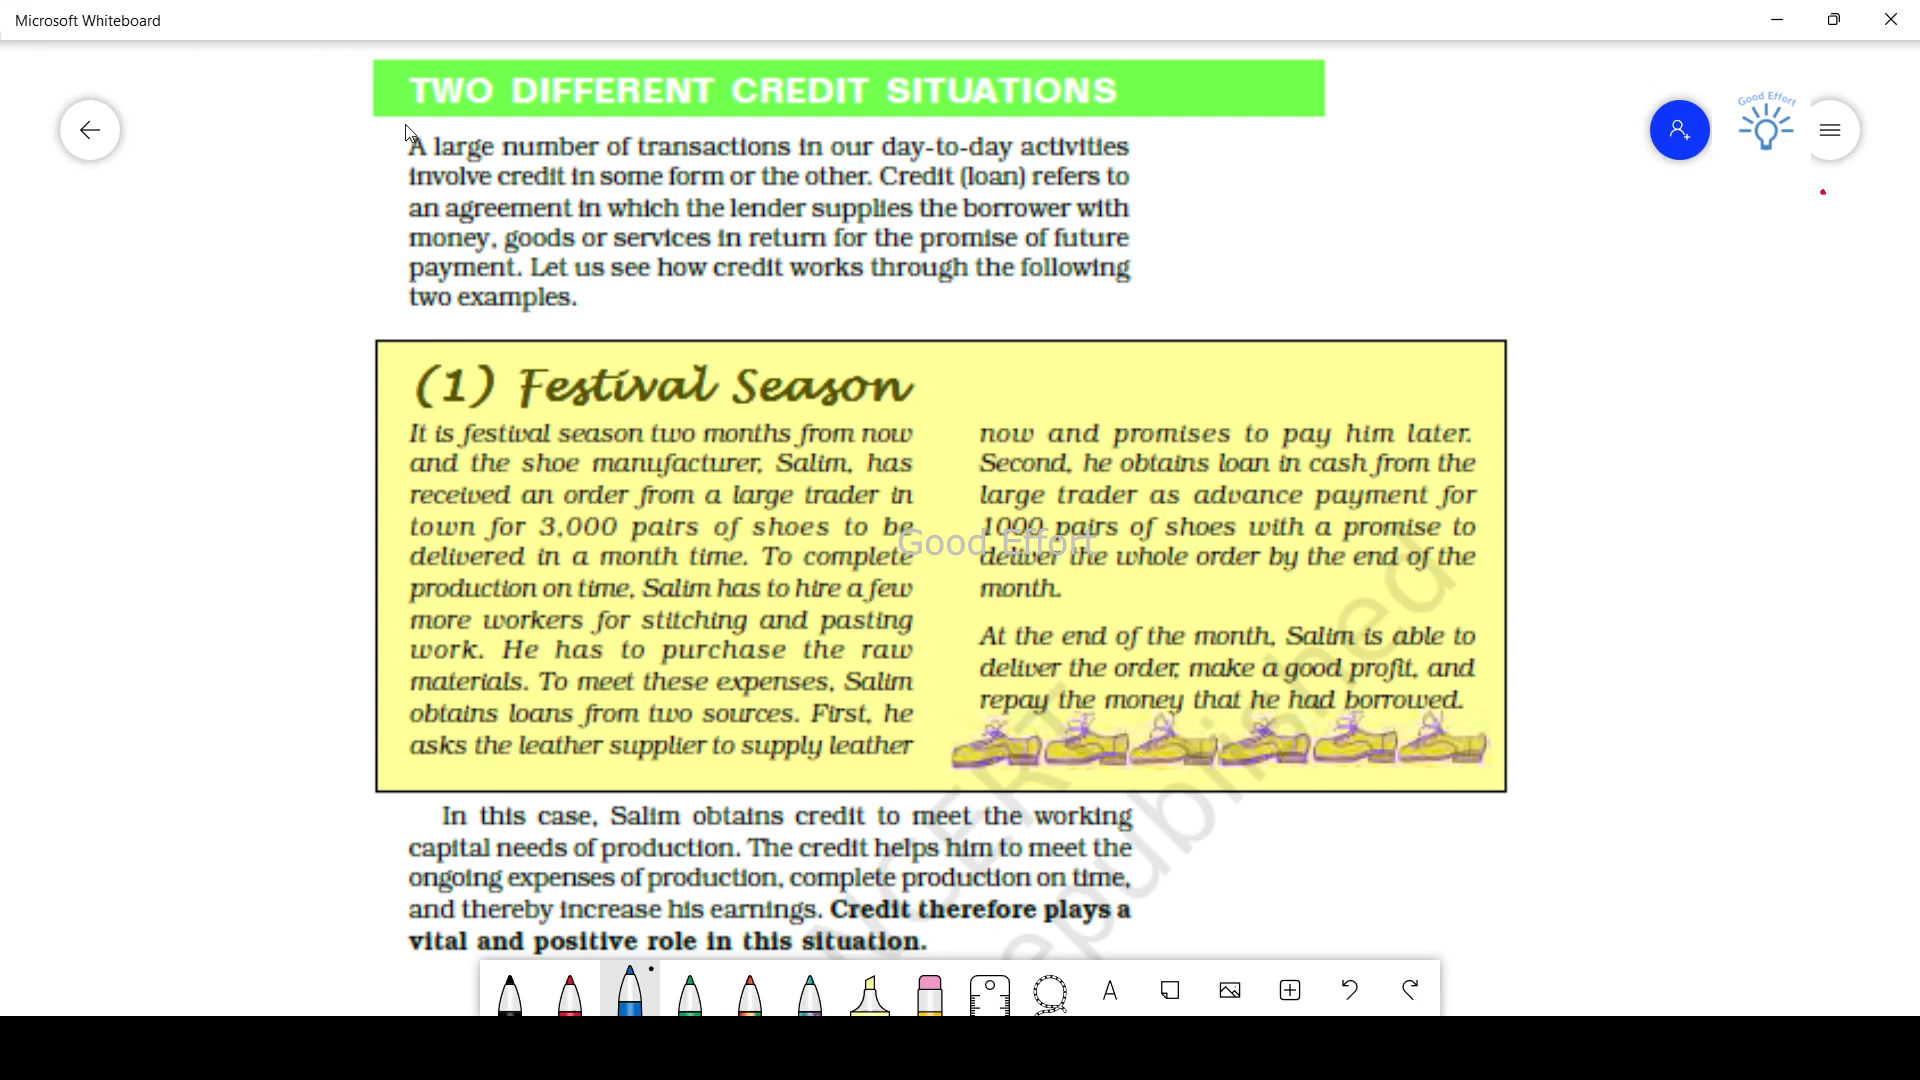 Microsoft Whiteboard
TWO DIFFERENT CREDIT SITUATIONS
Good Effort
A large number of transactions in our day-to-day activities
involve credit in some form or the other. Credit (loan) refers to
an agreement in which the lender supplies the borrower with
money, goods or services in return for the promise of future
payment. Let us see how credit works through the following
two examples.
(1) Festival Season
It is festival season two months from now
and the shoe manufacturer, Salim, has
received an order from a large trader in
town for 3,000 pairs of shoes to be
delivered in a month time. To complete
production on time, Salim has to hire a few
more workers for stitching and pasting
work. He has to purchase the raw
materials. To meet these expenses, Salim
obtains loans from two sources. First, he
asks the leather supplier to supply leather
now and promises to pay him later.
Second, he obtains loan in cash from the
large trader as advance payment for
1000 pairs of shoes with a promise to
deliver the whole order by the end of the
month.
At the end of the month, Salim is able to
deliver the order, make a good profit, and
repay the money that he had borrowed.
Good Effort
In this case, Salim obtains credit to meet the working
capital needs of production. The credit helps him to meet the
ongoing expenses of production, complete production on time,
and thereby increase his earnings. Credit therefore plays a
vital and positive role in this situation.
NCERT
republished